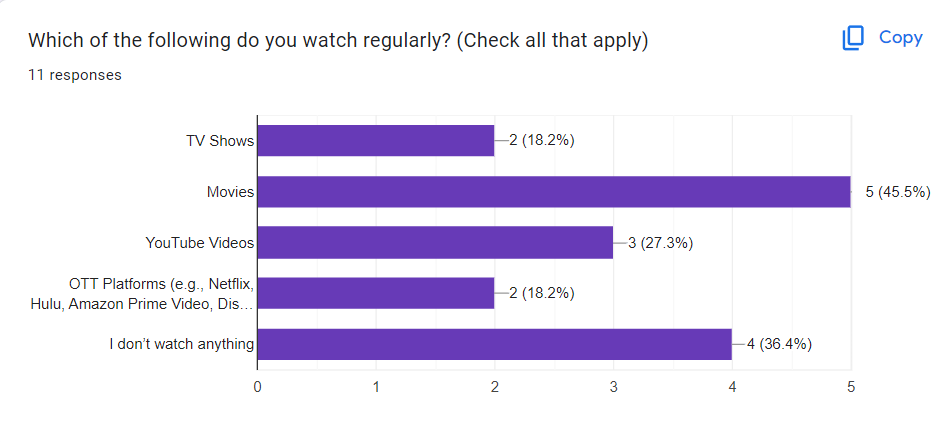 Which of the following do you watch regularly? (Check all that apply)
Copy
11 responses
TV Shows
2 (18.2%)
Movies
5 (45.5%)
YouTube Videos
3 (27.3%)
OTT Platforms (e.g., Netflix,
Hulu, Amazon Prime Video, Dis…
2 (18.2%)
I don’t watch anything
4 (36.4%)
0 1 2 3 4 5